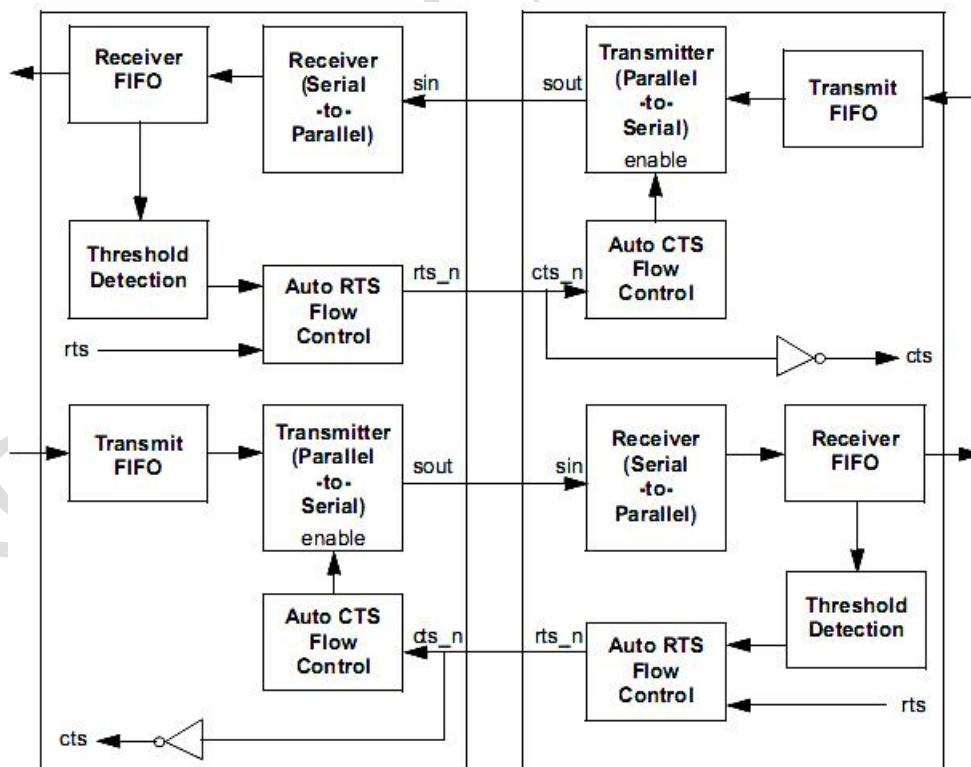 Receiver
FIFO
Receiver
(Serial
-to-
Parallel)
sin
sout
Transmitter
(Parallel
-to-
Serial)
enable
Transmit
FIFO
Threshold
Detection
Auto RTS
Flow
Control
rts
rts_n
cts_n
Auto CTS
Flow
Control
cts
Transmit
FIFO
Transmitter
(Parallel
-to-
Serial)
enable
sout
sin
Receiver
(Serial
-to-
Parallel)
Receiver
FIFO
Auto CTS
Flow
Control
cts_n
rts_n
Auto RTS
Flow
Control
Threshold
Detection
rts
cts